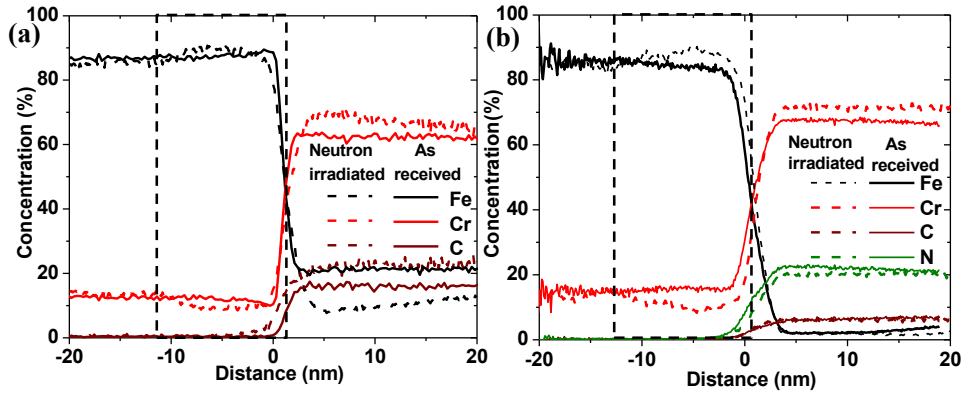 (a)
100
80
60
40
20
0
Concentration (%)
-20 -10 0 10 20
Distance (nm)
Neutron As
irradiated received
Fe
Cr
C
(b)
100
80
60
40
20
0
Concentration(%)
-20 -10 0 10 20
Distance (nm)
Neutron As
irradiated received
Fe
Cr
C
N